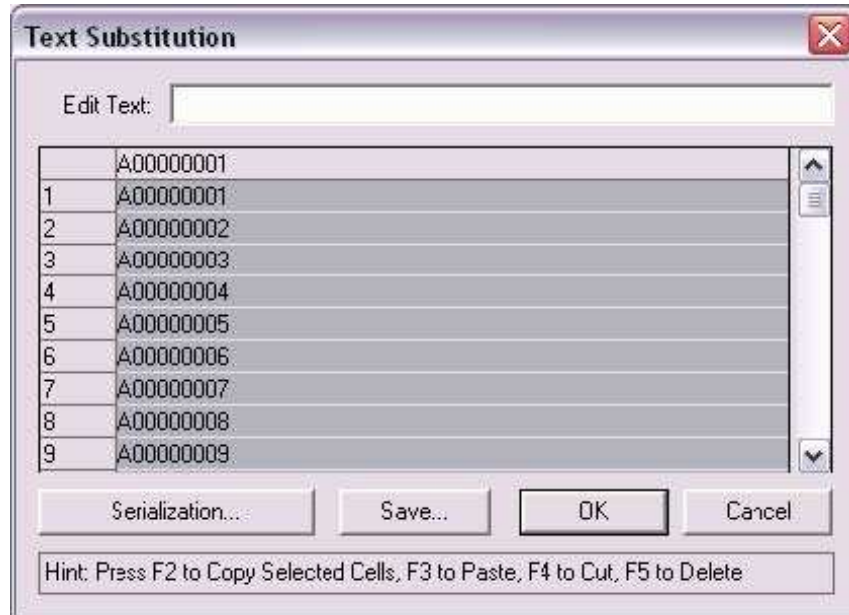 Text Substitution
Edit Text:
A00000001
1 A00000001
2 A00000002
3 A00000003
4 A00000004
5 A00000005
6 A00000006
7 A00000007
8 A00000008
9 A00000009
Serialization... Save... OK Cancel
Hint: Press F2 to Copy Selected Cells, F3 to Paste, F4 to Cut, F5 to Delete